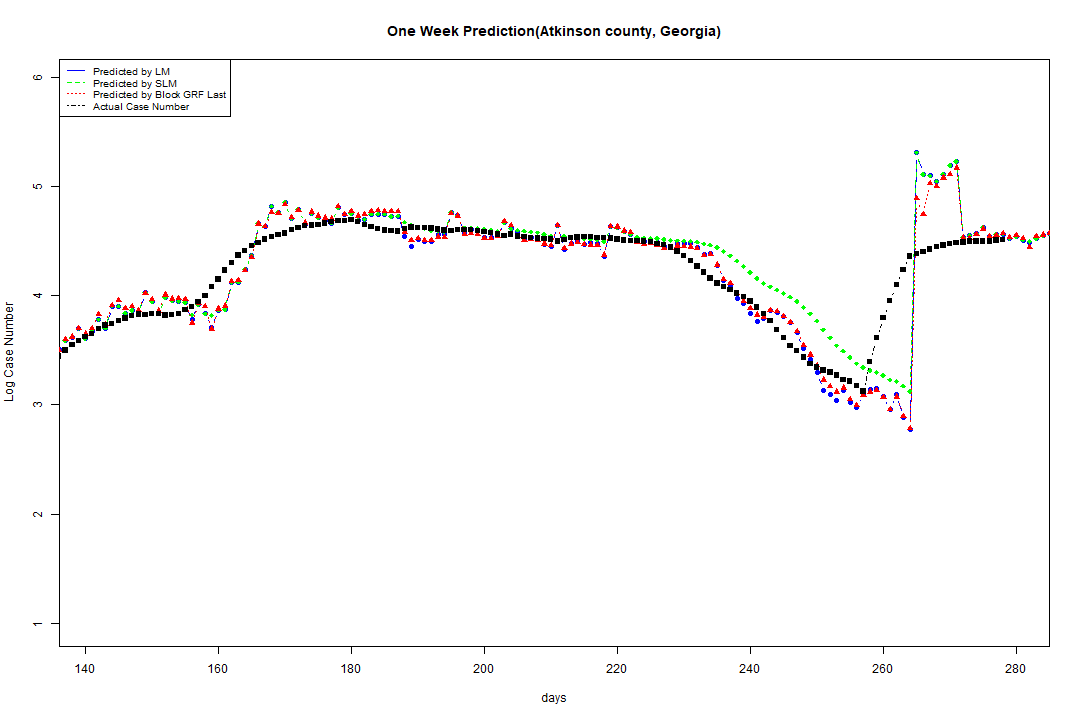 One Week Prediction(Atkinson county, Georgia)
Predicted by LM
Predicted by SLM
Predicted by Block GRF Last
Actual Case Number
6
5
4
3
2
1
Log Case Number
140 160 180 200 220 240 260 280
days